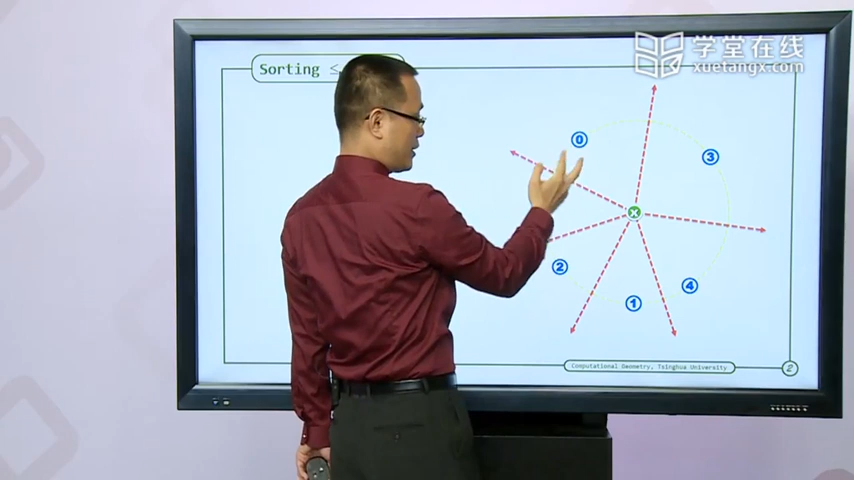 Sorting ≤
学堂在线
xuetangx.com
0
3
x
2
4
1
Computational Geometry, Tsinghua University
2